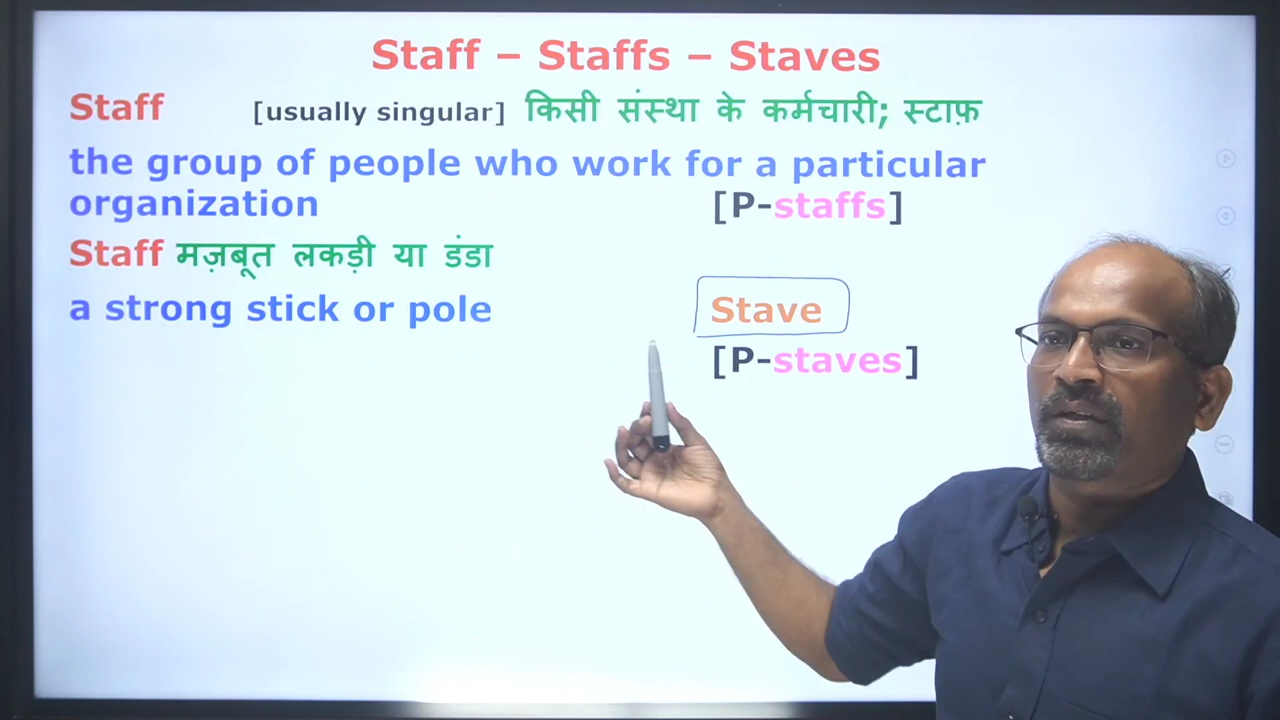 Staff – Staffs – Staves
Staff [usually singular] किसी संस्था के कर्मचारी; स्टाफ़
the group of people who work for a particular
organization [P-staffs]
Staff मज़बूत लकड़ी या डंडा
a strong stick or pole Stave
[P-staves]